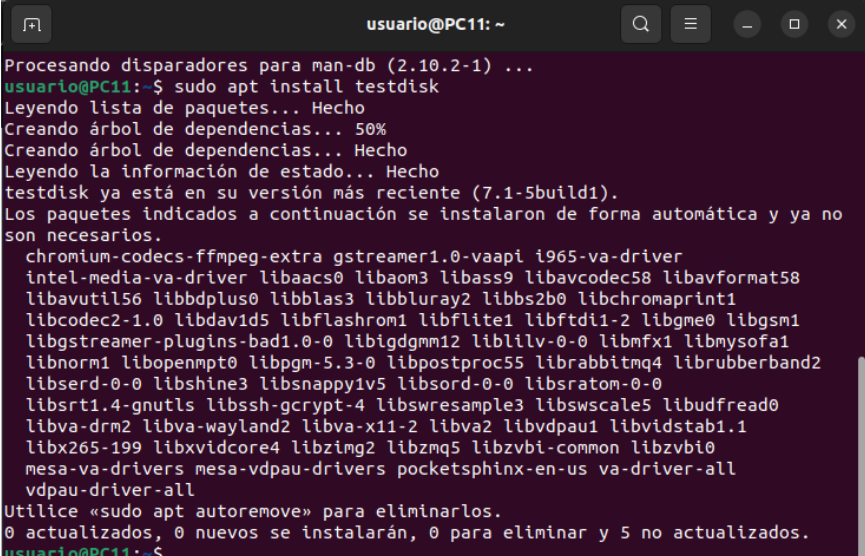 usuario@PC11: ~
Procesando disparadores para man-db (2.10.2-1) ...
usuario@PC11:~$ sudo apt install testdisk
Leyendo lista de paquetes... Hecho
Creando árbol de dependencias... 50%
Creando árbol de dependencias... Hecho
Leyendo la información de estado... Hecho
testdisk ya está en su versión más reciente (7.1-5build1).
Los paquetes indicados a continuación se instalaron de forma automática y ya no
son necesarios.
  chromium-codecs-ffmpeg-extra gstreamer1.0-vaapi i965-va-driver
  intel-media-va-driver libaacs0 libaom3 libass9 libavcodec58 libavformat58
  libavutil56 libbdplus0 libblas3 libbluray2 libbs2b0 libchromaprint1
  libcodec2-1.0 libdav1d5 libflashrom1 libflite1 libftdi1-2 libgme0 libgsm1
  libgstreamer-plugins-bad1.0-0 libigdgmm12 liblilv-0-0 libmfx1 libmysofa1
  libnorm1 libopenmpt0 libpgm-5.3-0 libpostproc55 librabbitmq4 librubberband2
  libserd-0-0 libshine3 libsnappy1v5 libsord-0-0 libsratom-0-0
  libsrt1.4-gnutls libssh-gcrypt-4 libswresample3 libswscale5 libudfread0
  libva-drm2 libva-wayland2 libva-x11-2 libva2 libvdpau1 libvidstab1.1
  libx265-199 libxvidcore4 libzimg2 libzmq5 libzvbi-common libzvbi0
  mesa-va-drivers mesa-vdpau-drivers pocketsphinx-en-us va-driver-all
  vdpau-driver-all
Utilice «sudo apt autoremove» para eliminarlos.
0 actualizados, 0 nuevos se instalarán, 0 para eliminar y 5 no actualizados.
usuario@PC11:~$